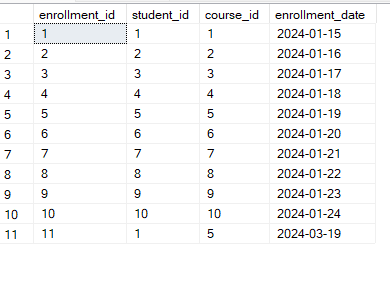 enrollment_id student_id course_id enrollment_date
1 1 1 1 2024-01-15
2 2 2 2 2024-01-16
3 3 3 3 2024-01-17
4 4 4 4 2024-01-18
5 5 5 5 2024-01-19
6 6 6 6 2024-01-20
7 7 7 7 2024-01-21
8 8 8 8 2024-01-22
9 9 9 9 2024-01-23
10 10 10 10 2024-01-24
11 11 1 5 2024-03-19